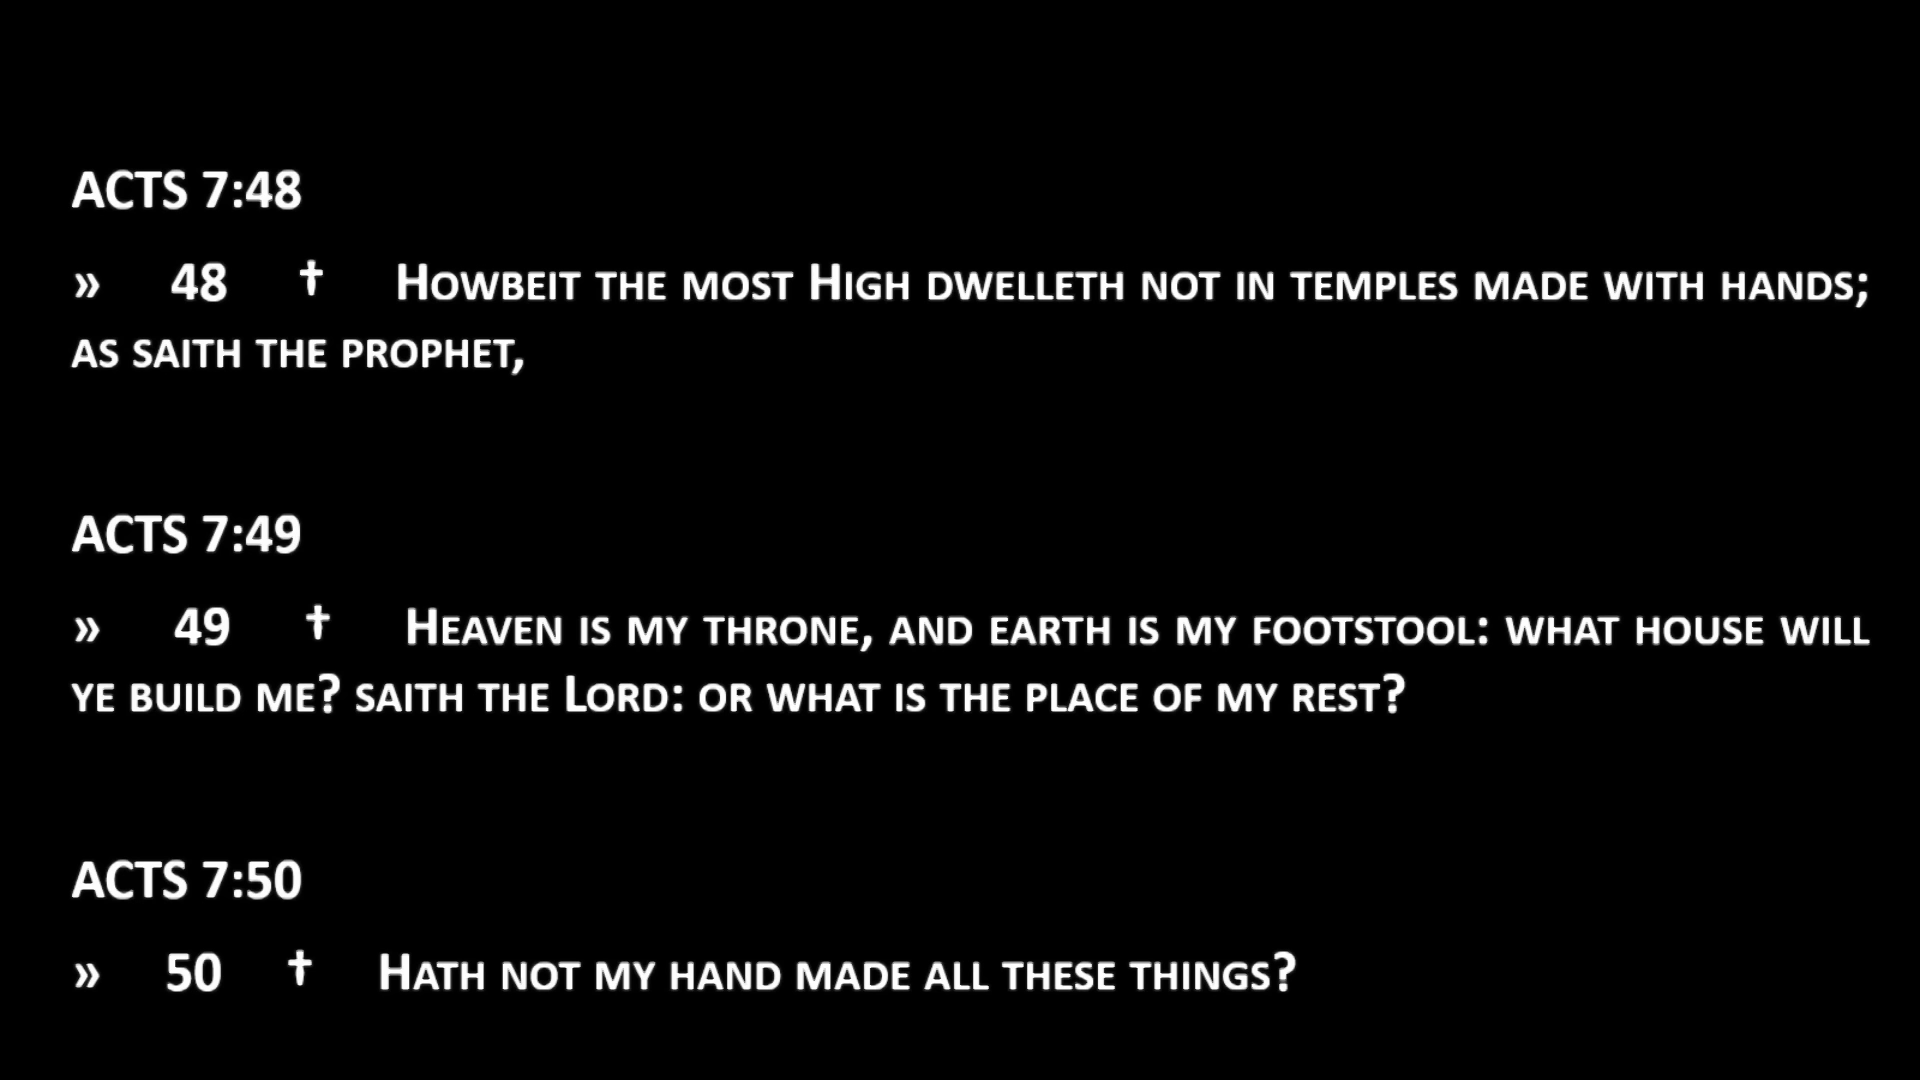 ACTS 7:48
» 48 † Howbeit the most High dwelleth not in temples made with hands;
as saith the prophet,
ACTS 7:49
» 49 † Heaven is my throne, and earth is my footstool: what house will
ye build me? saith the Lord: or what is the place of my rest?
ACTS 7:50
» 50 † Hath not my hand made all these things?